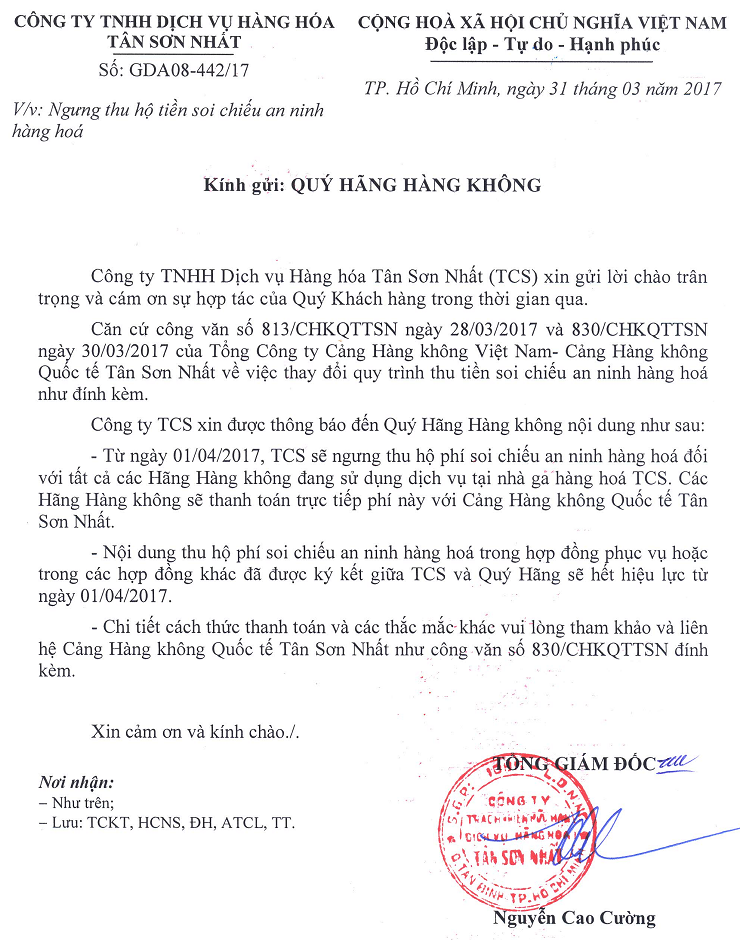 CÔNG TY TNHH DỊCH VỤ HÀNG HÓA
TÂN SƠN NHẤT
Số: GDA08-442/17
V/v: Ngưng thu hộ tiền soi chiếu an ninh
hàng hoá
CỘNG HOÀ XÃ HỘI CHỦ NGHĨA VIỆT NAM
Độc lập - Tự do - Hạnh phúc
TP. Hồ Chí Minh, ngày 31 tháng 03 năm 2017
Kính gửi: QUÝ HÃNG HÀNG KHÔNG
Công ty TNHH Dịch vụ Hàng hóa Tân Sơn Nhất (TCS) xin gửi lời chào trân
trọng và cám ơn sự hợp tác của Quý Khách hàng trong thời gian qua.
Căn cứ công văn số 813/CHKQTTSN ngày 28/03/2017 và 830/CHKQTTSN
ngày 30/03/2017 của Tổng Công ty Cảng Hàng không Việt Nam- Cảng Hàng không
Quốc tế Tân Sơn Nhất về việc thay đổi quy trình thu tiền soi chiếu an ninh hàng hoá
như đính kèm.
Công ty TCS xin được thông báo đến Quý Hãng Hàng không nội dung như sau:
- Từ ngày 01/04/2017, TCS sẽ ngưng thu hộ phí soi chiếu an ninh hàng hoá đối
với tất cả các Hãng Hàng không đang sử dụng dịch vụ tại nhà ga hàng hoá TCS. Các
Hãng Hàng không sẽ thanh toán trực tiếp phí này với Cảng Hàng không Quốc tế Tân
Sơn Nhất.
- Nội dung thu hộ phí soi chiếu an ninh hàng hoá trong hợp đồng phục vụ hoặc
trong các hợp đồng khác đã được ký kết giữa TCS và Quý Hãng sẽ hết hiệu lực từ
ngày 01/04/2017.
- Chi tiết cách thức thanh toán và các thắc mắc khác vui lòng tham khảo và liên
hệ Cảng Hàng không Quốc tế Tân Sơn Nhất như công văn số 830/CHKQTTSN đính
kèm.
Xin cảm ơn và kính chào./.
TỔNG GIÁM ĐỐC
Nơi nhận:
– Như trên;
– Lưu: TCKT, HCNS, ĐH, ATCL, TT.
CÔNG TY
DỊCH VỤ HÀNG HÓA
TÂN SƠN NHẤT
Nguyễn Cao Cường